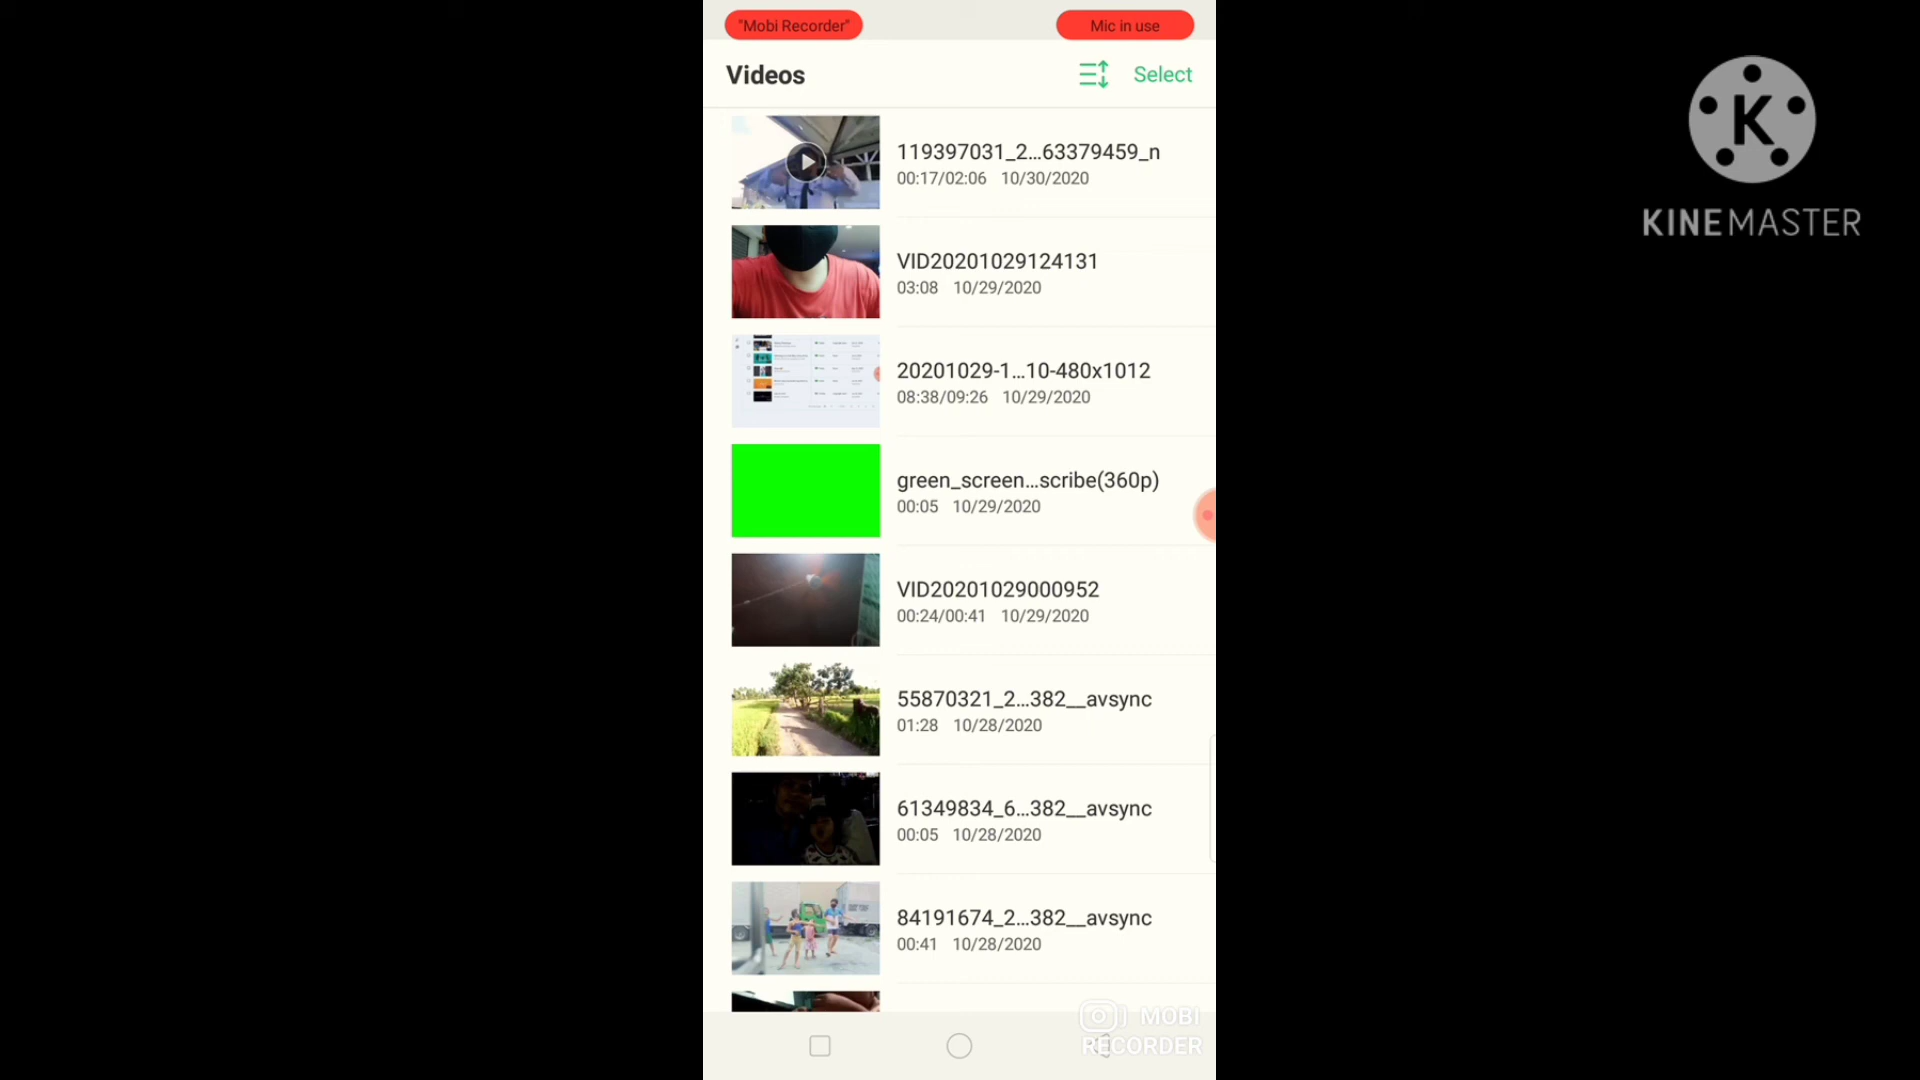 "Mobi Recorder"
Mic in use
Videos
Select
119397031_2...63379459_n
00:17/02:06 10/30/2020
VID20201029124131
03:08 10/29/2020
20201029-1...10-480x1012
08:38/09:26 10/29/2020
green_screen...scribe(360p)
00:05 10/29/2020
VID20201029000952
00:24/00:41 10/29/2020
55870321_2...382__avsync
01:28 10/28/2020
61349834_6...382__avsync
00:05 10/28/2020
84191674_2...382__avsync
00:41 10/28/2020
MOBI
RECORDER
K
KINEMASTER